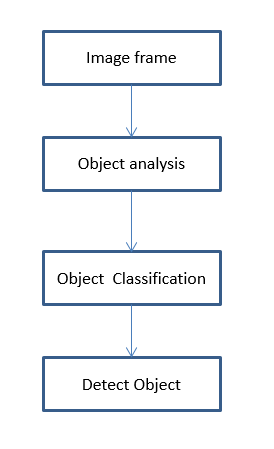 Image frame
Object analysis
Object  Classification
Detect Object